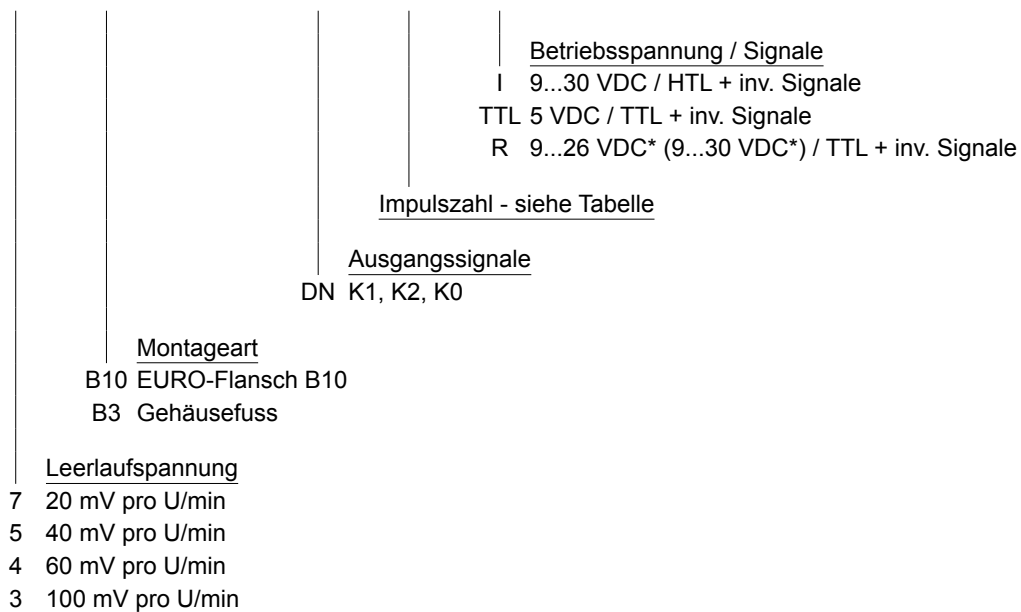 Betriebsspannung / Signale
I 9...30 VDC / HTL + inv. Signale
TTL 5 VDC / TTL + inv. Signale
R 9...26 VDC* (9...30 VDC*) / TTL + inv. Signale
Impulszahl - siehe Tabelle
Ausgangssignale
DN K1, K2, K0
Montageart
B10 EURO-Flansch B10
B3 Gehäusefuss
Leerlaufspannung
7 20 mV pro U/min
5 40 mV pro U/min
4 60 mV pro U/min
3 100 mV pro U/min